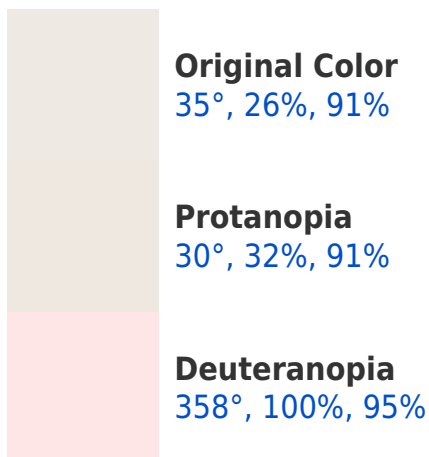 Original Color
35°, 26%, 91%
Protanopia
30°, 32%, 91%
Deuteranopia
358°, 100%, 95%